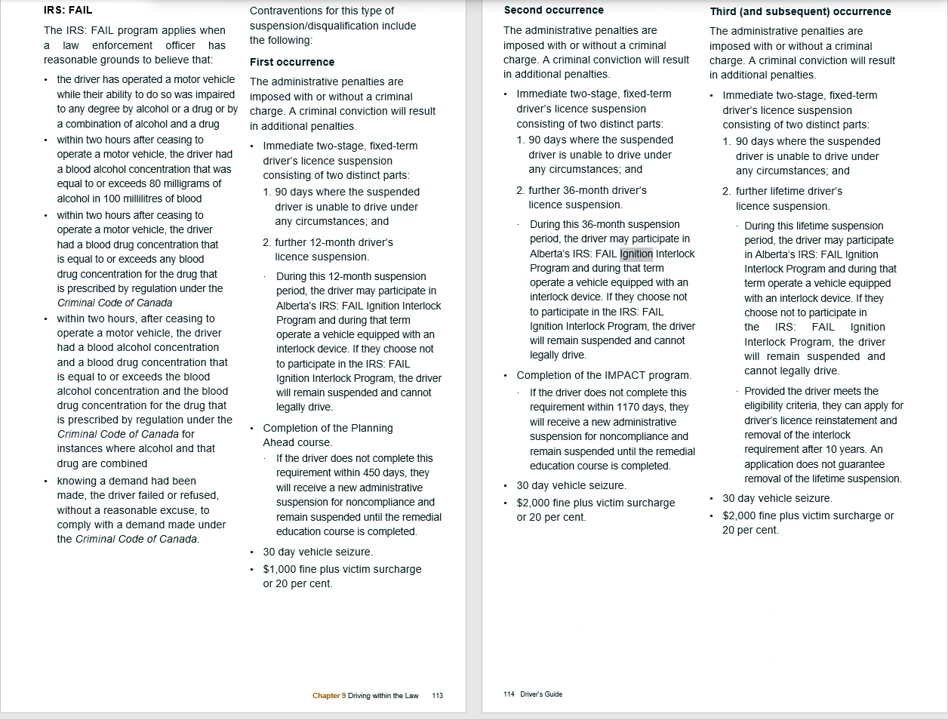 IRS: FAIL
The IRS: FAIL program applies when
a law enforcement officer has
reasonable grounds to believe that:
• the driver has operated a motor vehicle
while their ability to do so was impaired
to any degree by alcohol or a drug or by
a combination of alcohol and a drug
• within two hours after ceasing to
operate a motor vehicle, the driver had
a blood alcohol concentration that was
equal to or exceeds 80 milligrams of
alcohol in 100 millilitres of blood
• within two hours after ceasing to
operate a motor vehicle, the driver
had a blood drug concentration that
is equal to or exceeds any blood
drug concentration for the drug that
is prescribed by regulation under the
Criminal Code of Canada
• within two hours, after ceasing to
operate a motor vehicle, the driver
had a blood alcohol concentration
and a blood drug concentration that
is equal to or exceeds the blood
alcohol concentration and the blood
drug concentration for the drug that
is prescribed by regulation under the
Criminal Code of Canada for
instances where alcohol and that
drug are combined
• knowing a demand had been
made, the driver failed or refused,
without a reasonable excuse, to
comply with a demand made under
the Criminal Code of Canada.
Contraventions for this type of
suspension/disqualification include
the following:
First occurrence
The administrative penalties are
imposed with or without a criminal
charge. A criminal conviction will result
in additional penalties.
• Immediate two-stage, fixed-term
driver's licence suspension
consisting of two distinct parts:
1. 90 days where the suspended
driver is unable to drive under
any circumstances; and
2. further 12-month driver's
licence suspension.
· During this 12-month suspension
period, the driver may participate in
Alberta's IRS: FAIL Ignition Interlock
Program and during that term
operate a vehicle equipped with an
interlock device. If they choose not
to participate in the IRS: FAIL
Ignition Interlock Program, the driver
will remain suspended and cannot
legally drive.
• Completion of the Planning
Ahead course.
· If the driver does not complete this
requirement within 450 days, they
will receive a new administrative
suspension for noncompliance and
remain suspended until the remedial
education course is completed.
• 30 day vehicle seizure.
• $1,000 fine plus victim surcharge
or 20 per cent.
Chapter 9 Driving within the Law 113
Second occurrence
The administrative penalties are
imposed with or without a criminal
charge. A criminal conviction will result
in additional penalties.
• Immediate two-stage, fixed-term
driver's licence suspension
consisting of two distinct parts:
1. 90 days where the suspended
driver is unable to drive under
any circumstances; and
2. further 36-month driver's
licence suspension.
· During this 36-month suspension
period, the driver may participate in
Alberta's IRS: FAIL Ignition Interlock
Program and during that term
operate a vehicle equipped with an
interlock device. If they choose not
to participate in the IRS: FAIL
Ignition Interlock Program, the driver
will remain suspended and cannot
legally drive.
• Completion of the IMPACT program.
· If the driver does not complete this
requirement within 1170 days, they
will receive a new administrative
suspension for noncompliance and
remain suspended until the remedial
education course is completed.
• 30 day vehicle seizure.
• $2,000 fine plus victim surcharge
or 20 per cent.
Third (and subsequent) occurrence
The administrative penalties are
imposed with or without a criminal
charge. A criminal conviction will result
in additional penalties.
• Immediate two-stage, fixed-term
driver's licence suspension
consisting of two distinct parts:
1. 90 days where the suspended
driver is unable to drive under
any circumstances; and
2. further lifetime driver's
licence suspension.
· During this lifetime suspension
period, the driver may participate
in Alberta's IRS: FAIL Ignition
Interlock Program and during that
term operate a vehicle equipped
with an interlock device. If they
choose not to participate in
the IRS: FAIL Ignition
Interlock Program, the driver
will remain suspended and
cannot legally drive.
· Provided the driver meets the
eligibility criteria, they can apply for
driver's licence reinstatement and
removal of the interlock
requirement after 10 years. An
application does not guarantee
removal of the lifetime suspension.
• 30 day vehicle seizure.
• $2,000 fine plus victim surcharge or
20 per cent.
114 Driver's Guide